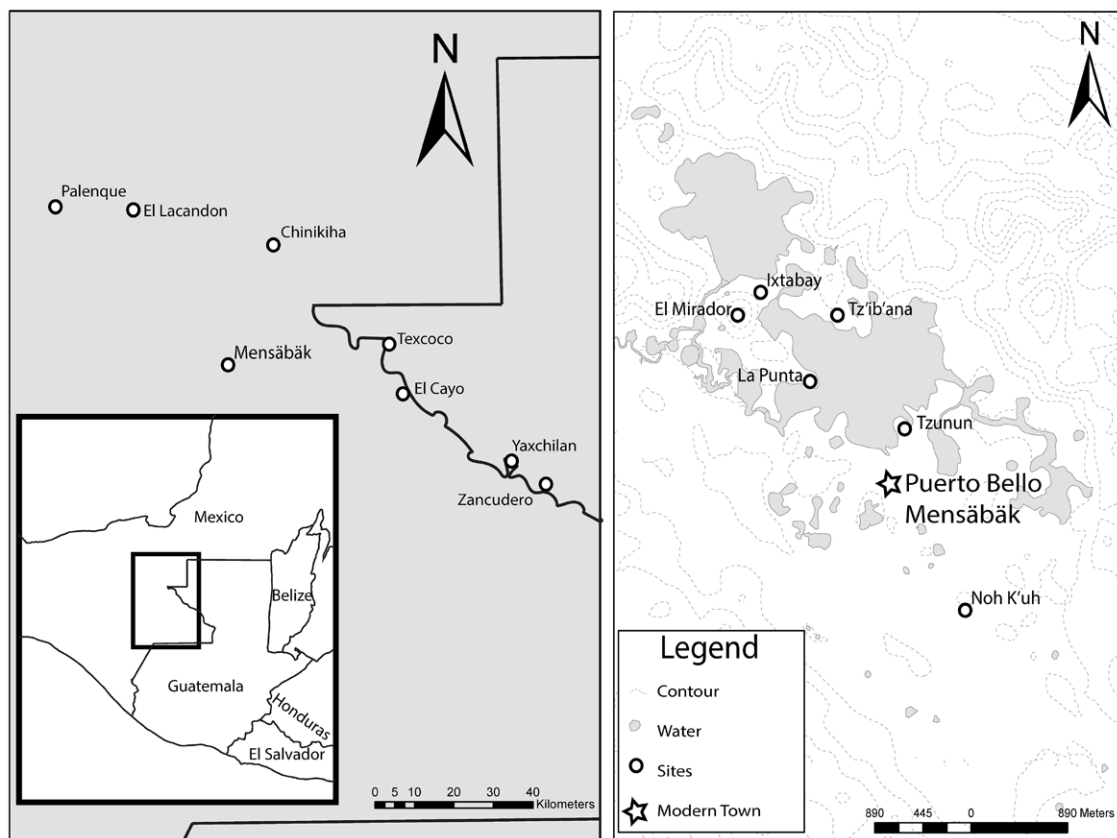 N
Palenque
El Lacandon
Chinikiha
Texcoco
Mensäbäk
El Cayo
Yaxchilan
Zancudero
Mexico
Belize
Guatemala
Honduras
El Salvador
0 5 10 20 30 40
Kilometers
N
Ixtabay
El Mirador
Tz'ib'ana
La Punta
Tzunun
Puerto Bello
Mensäbäk
Noh K'uh
Legend
Contour
Water
Sites
Modern Town
890 445 0 890 Meters